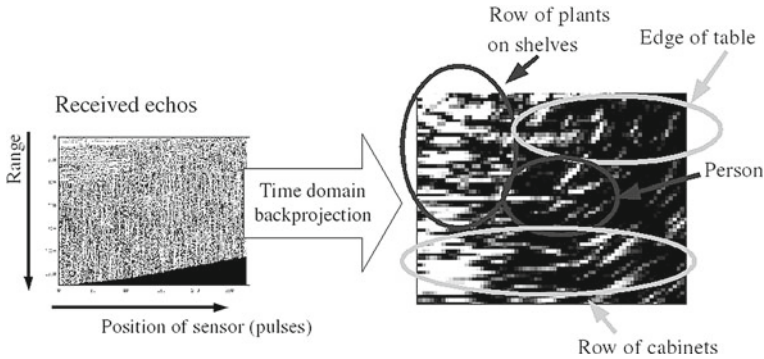 Row of plants
on shelves
Edge of table
Received echos
Range
Time domain
backprojection
Person
Position of sensor (pulses)
Row of cabinets